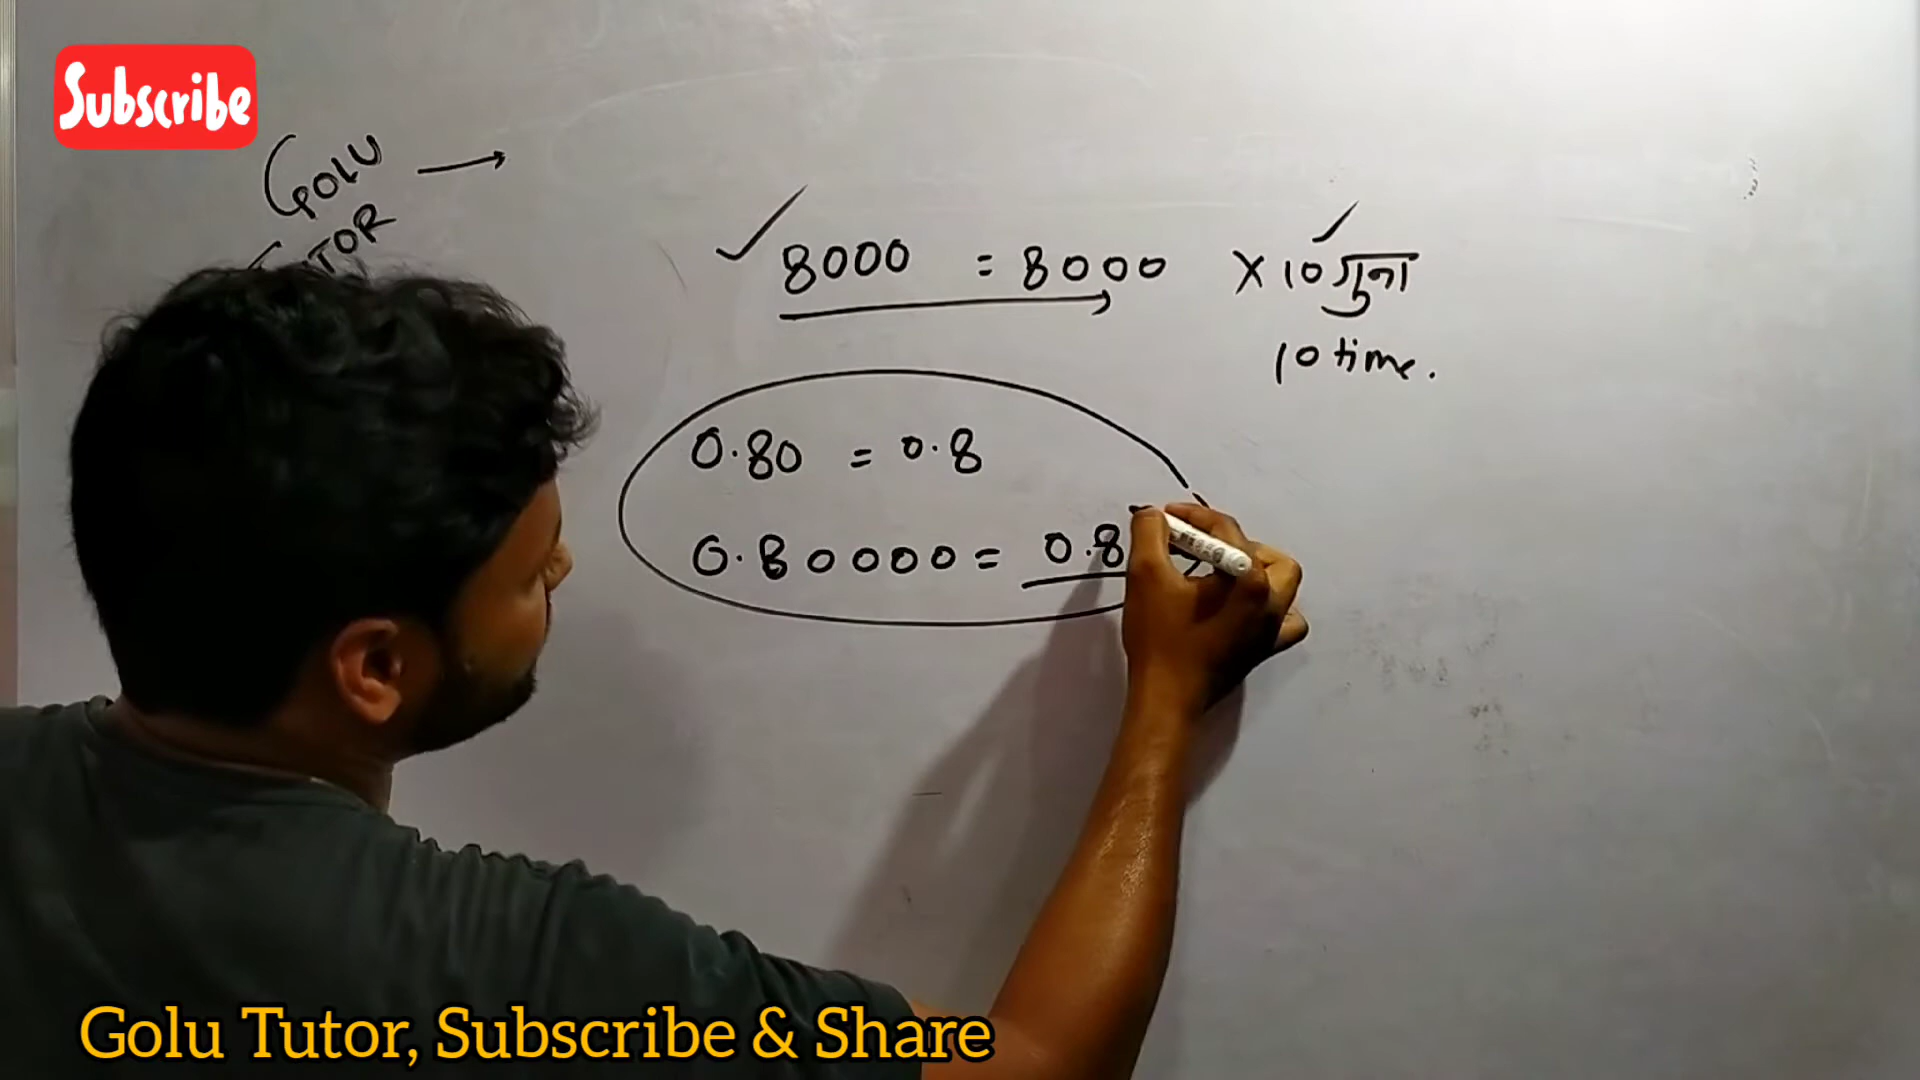 Subscribe
GOLU →
TOR
✓ 8000 = 8000 × 10 गुना ✓
10 time.
0.80 = 0.8
0.80000 = 0.8
Golu Tutor, Subscribe & Share